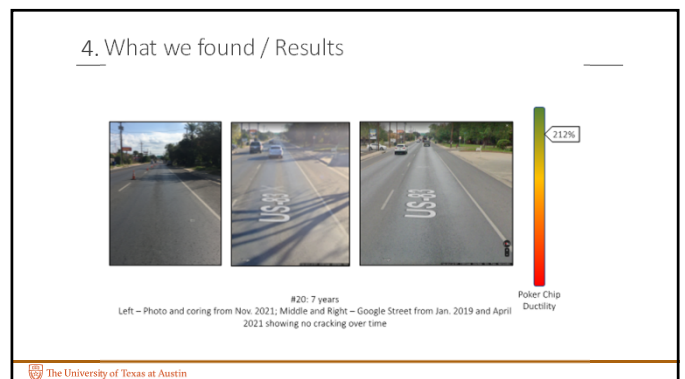 4. What we found / Results
US-83
US-83
212%
Poker Chip
Ductility
#20: 7 years
Left – Photo and coring from Nov. 2021; Middle and Right – Google Street from Jan. 2019 and April
2021 showing no cracking over time
The University of Texas at Austin